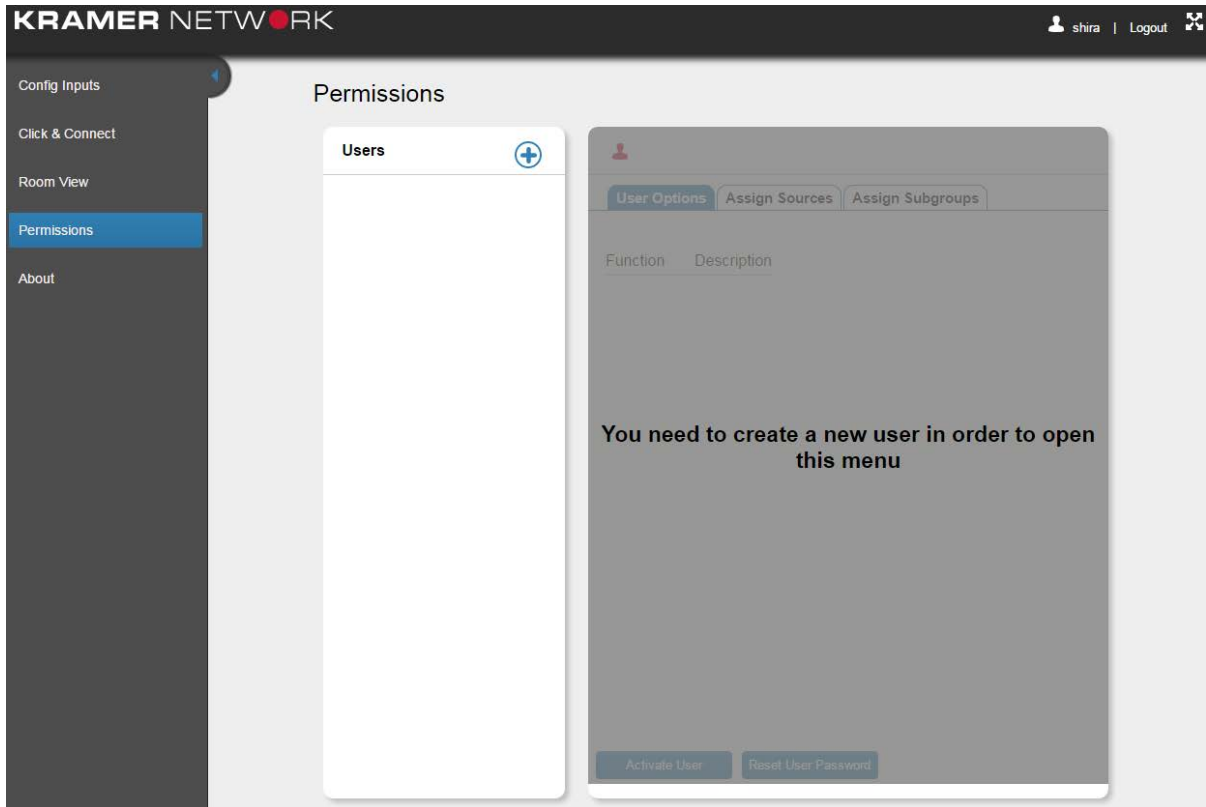 KRAMER NETWORK
shira | Logout
Config Inputs
Click & Connect
Room View
Permissions
About
Permissions
Users
User Options Assign Sources Assign Subgroups
Function Description
You need to create a new user in order to open
this menu
Activate User Reset User Password